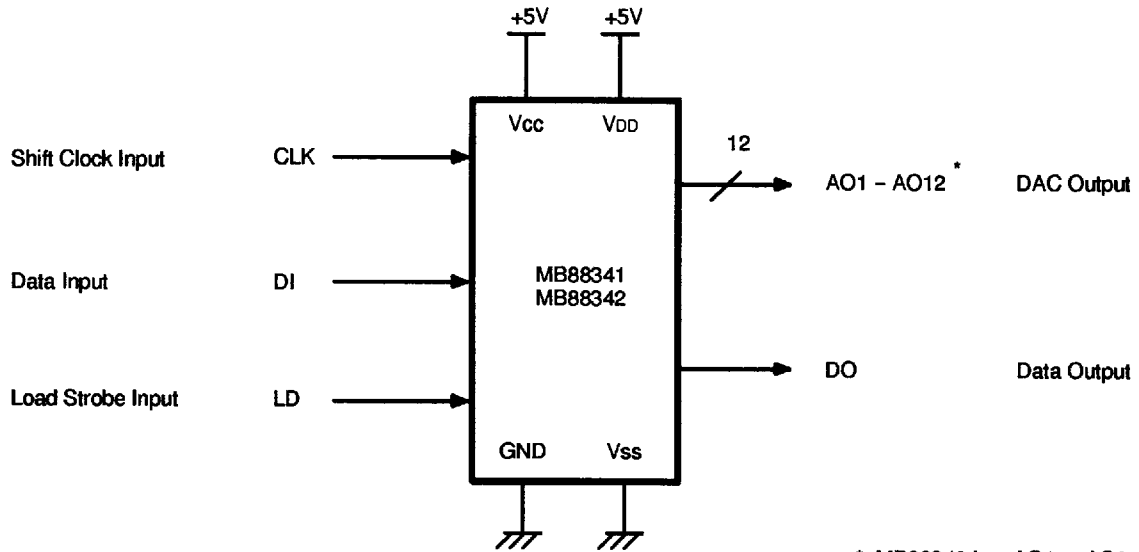 +5V +5V
Vcc VDD
12
Shift Clock Input CLK
AO1 – AO12 * DAC Output
MB88341
MB88342
Data Input DI
DO Data Output
Load Strobe Input LD
GND Vss